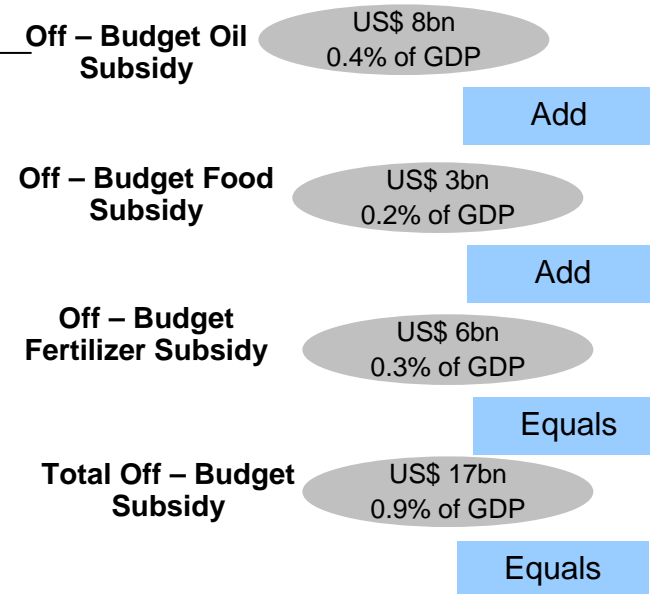 Off – Budget Oil
Subsidy
US$ 8bn
0.4% of GDP
Add
Off – Budget Food
Subsidy
US$ 3bn
0.2% of GDP
Add
Off – Budget
Fertilizer Subsidy
US$ 6bn
0.3% of GDP
Equals
Total Off – Budget
Subsidy
US$ 17bn
0.9% of GDP
Equals